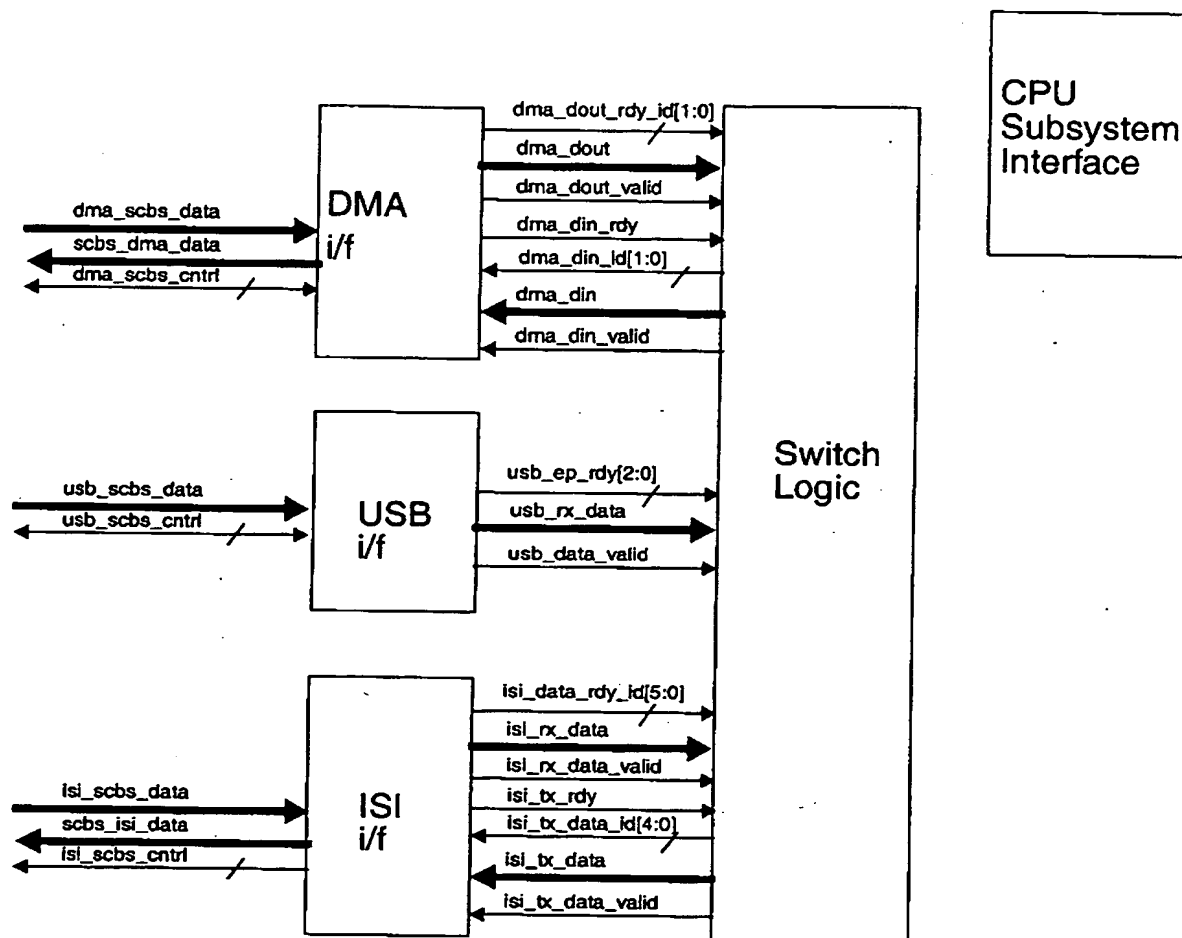 CPU
Subsystem
Interface
dma_dout_rdy_id[1:0]
dma_dout
dma_dout_valid
dma_din_rdy
dma_din_id[1:0]
dma_din
dma_din_valid
DMA
i/f
dma_scbs_data
scbs_dma_data
dma_scbs_cntrl
Switch
Logic
usb_ep_rdy[2:0]
usb_rx_data
usb_data_valid
USB
i/f
usb_scbs_data
usb_scbs_cntrl
isi_data_rdy_id[5:0]
isi_rx_data
isi_rx_data_valid
isi_tx_rdy
isi_tx_data_id[4:0]
isi_tx_data
isi_tx_data_valid
ISI
i/f
isi_scbs_data
scbs_isi_data
isi_scbs_cntrl